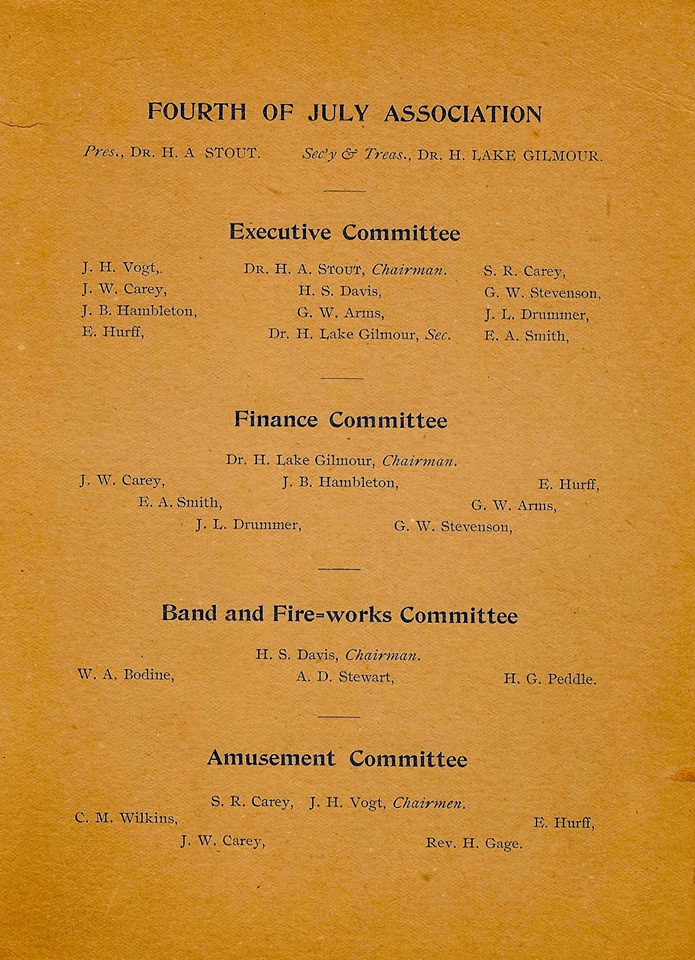 FOURTH OF JULY ASSOCIATION
Pres., DR. H. A STOUT. Sec'y & Treas., DR. H. LAKE GILMOUR.
Executive Committee
J. H. Vogt, DR. H. A. STOUT, Chairman. S. R. Carey,
J. W. Carey, H. S. Davis, G. W. Stevenson,
J. B. Hambleton, G. W. Arms, J. L. Drummer,
E. Hurff, Dr. H. Lake Gilmour, Sec. E. A. Smith,
Finance Committee
Dr. H. Lake Gilmour, Chairman.
J. W. Carey, J. B. Hambleton, E. Hurff,
E. A. Smith, G. W. Arms,
J. L. Drummer, G. W. Stevenson,
Band and Fire=works Committee
H. S. Davis, Chairman.
W. A. Bodine, A. D. Stewart, H. G. Peddle.
Amusement Committee
S. R. Carey, J. H. Vogt, Chairmen.
C. M. Wilkins, E. Hurff,
J. W. Carey, Rev. H. Gage.